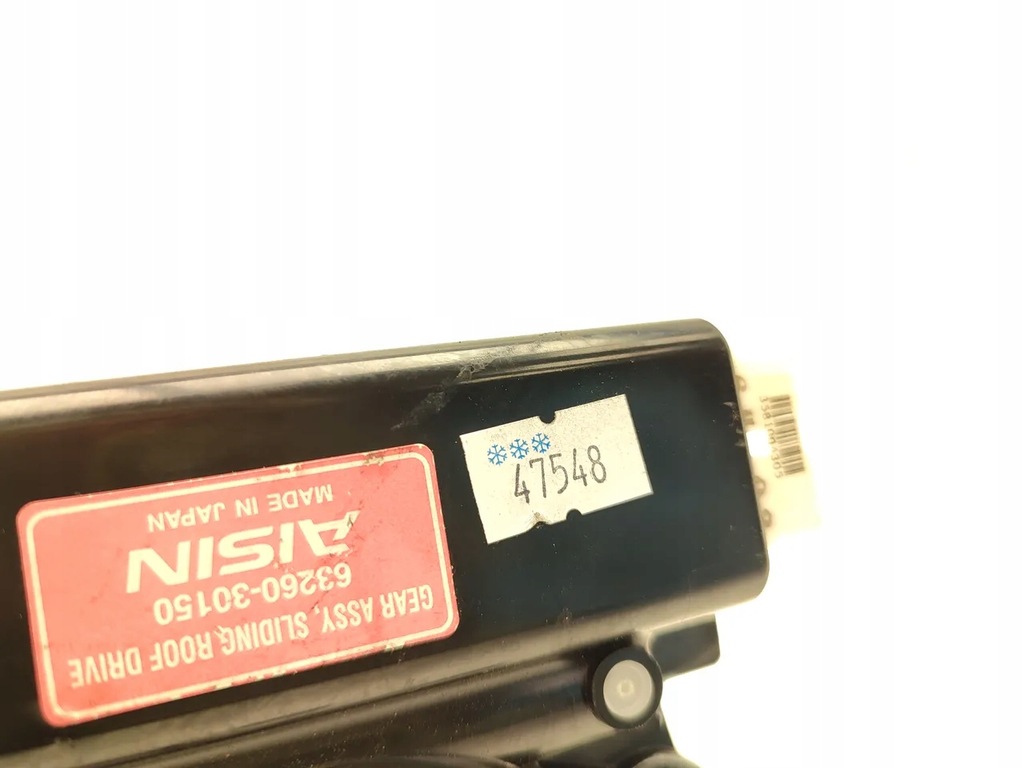 GEAR ASSY, SLIDING ROOF DRIVE
63260-30150
AISIN
MADE IN JAPAN
47548